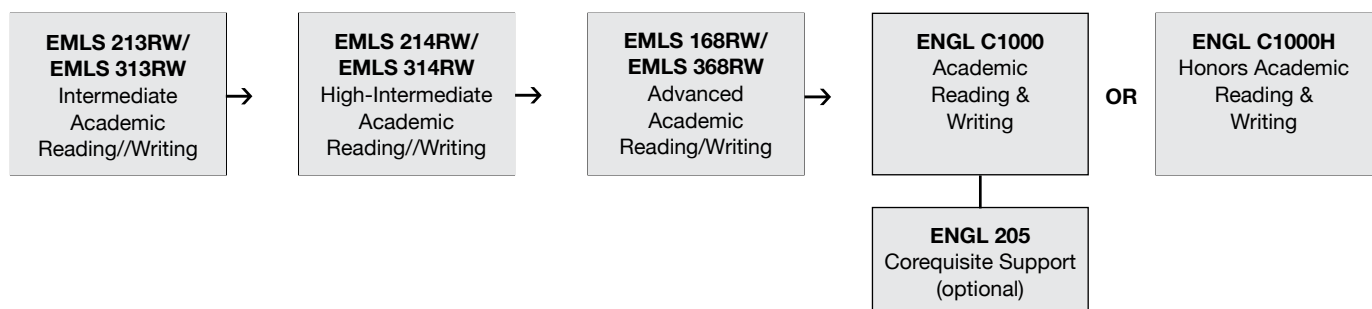 EMLS 213RW/
EMLS 313RW
Intermediate
Academic
Reading//Writing
EMLS 214RW/
EMLS 314RW
High-Intermediate
Academic
Reading//Writing
EMLS 168RW/
EMLS 368RW
Advanced
Academic
Reading/Writing
ENGL C1000
Academic
Reading &
Writing
OR
ENGL C1000H
Honors Academic
Reading &
Writing
ENGL 205
Corequisite Support
(optional)